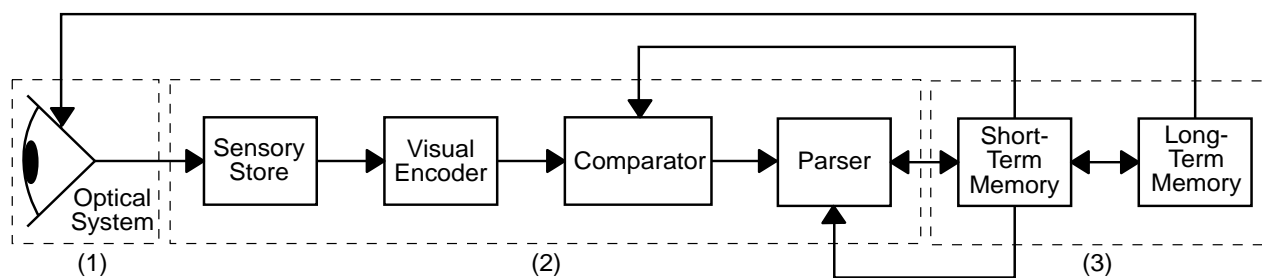 Sensory
Store
Visual
Encoder
Comparator
Parser
Short-
Term
Memory
Long-
Term
Memory
Optical
System
(1)
(2)
(3)